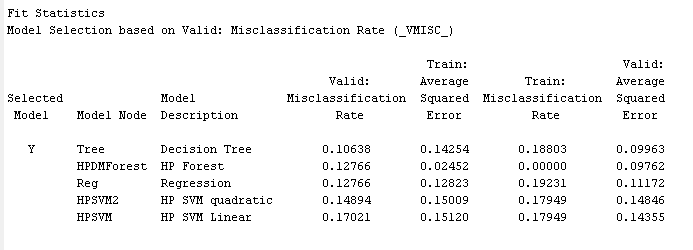 Fit Statistics
Model Selection based on Valid: Misclassification Rate (_VMISC_)
Train: Valid:
Valid: Average Train: Average
Selected Model Misclassification Squared Misclassification Squared
Model Model Node Description Rate Error Rate Error
Y Tree Decision Tree 0.10638 0.14254 0.18803 0.09963
HPDMForest HP Forest 0.12766 0.02452 0.00000 0.09762
Reg Regression 0.12766 0.12823 0.19231 0.11172
HPSVM2 HP SVM quadratic 0.14894 0.15009 0.17949 0.14846
HPSVM HP SVM Linear 0.17021 0.15120 0.17949 0.14355